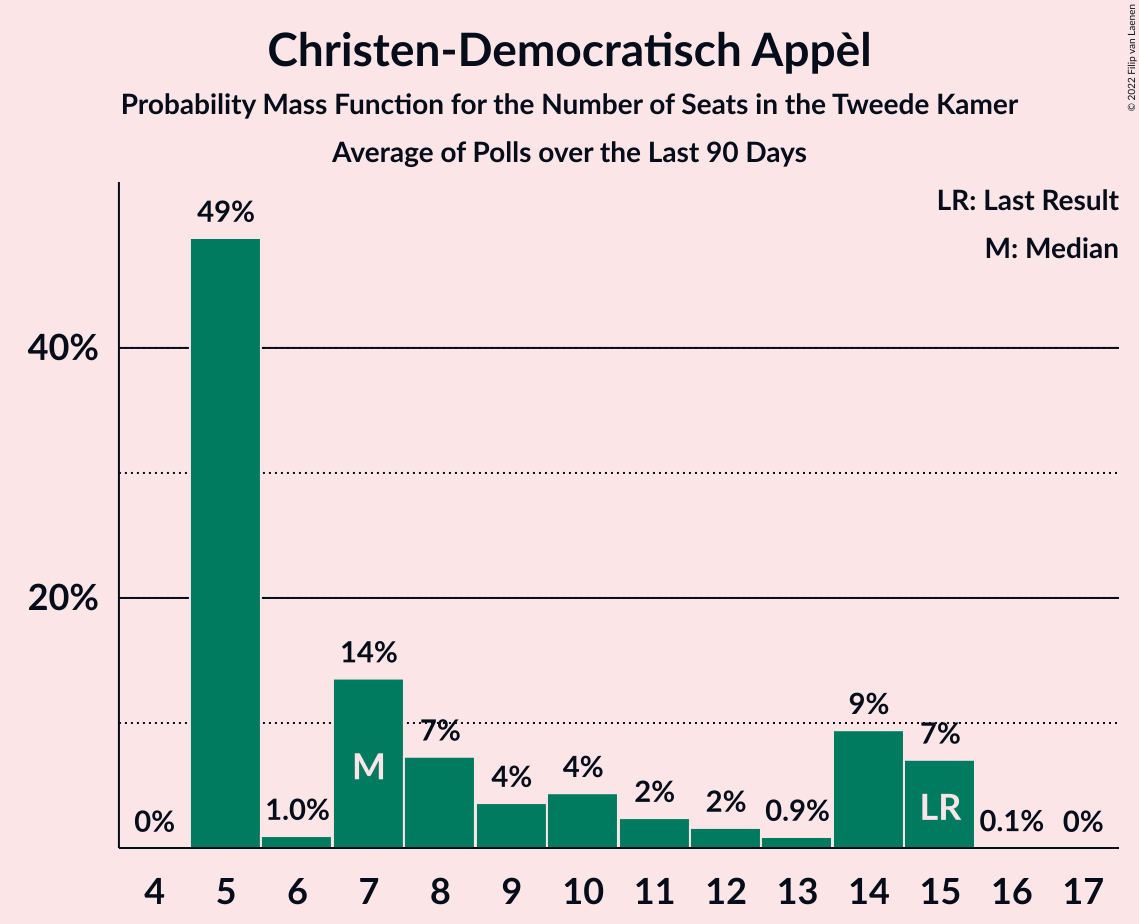 Christen-Democratisch Appèl
Probability Mass Function for the Number of Seats in the Tweede Kamer
Average of Polls over the Last 90 Days
© 2022 Filip van Laenen
LR: Last Result
M: Median
49%
40%
20%
14%
9%
7%
7%
M
4%
4%
2%
2%
0.9%
LR
0%
1.0%
0.1%
0%
4 5 6 7 8 9 10 11 12 13 14 15 16 17